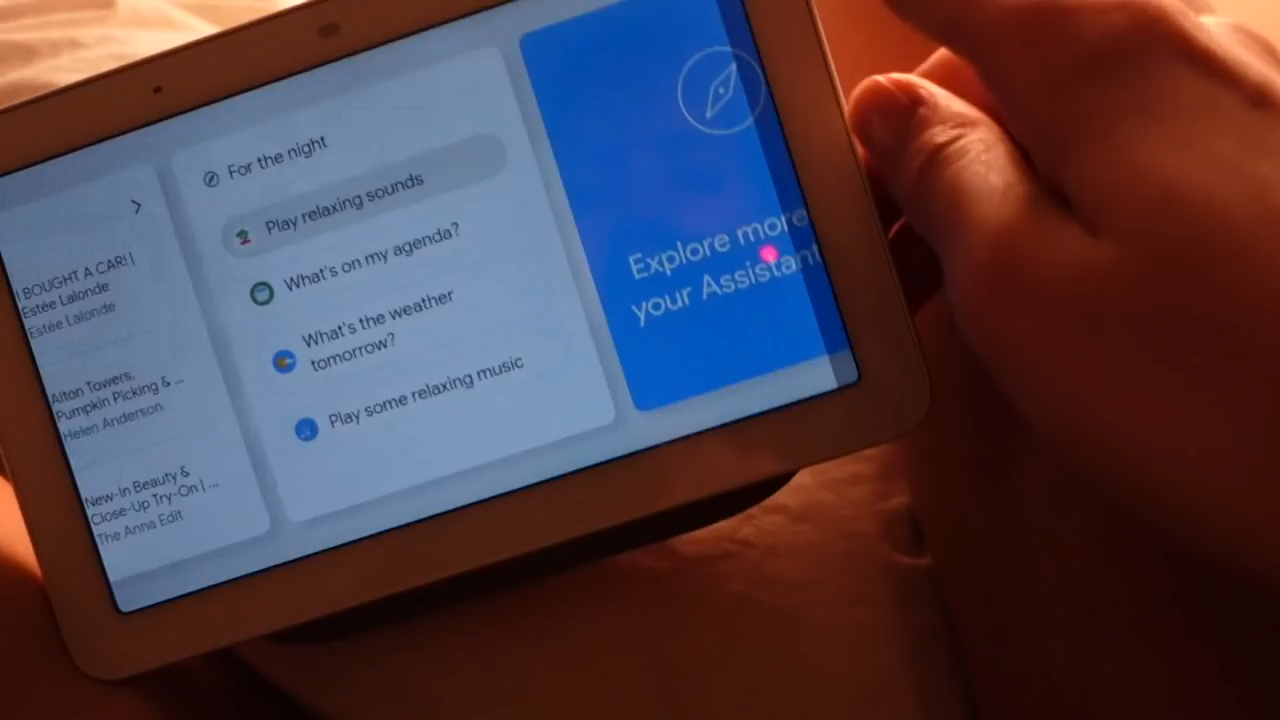 I BOUGHT A CAR! |
Estée Lalonde
Estée Lalonde
Alton Towers,
Pumpkin Picking & ...
Helen Anderson
New-In Beauty &
Close-Up Try-On | ...
The Anna Edit
For the night
Play relaxing sounds
What's on my agenda?
What's the weather
tomorrow?
Play some relaxing music
Explore more
your Assistant